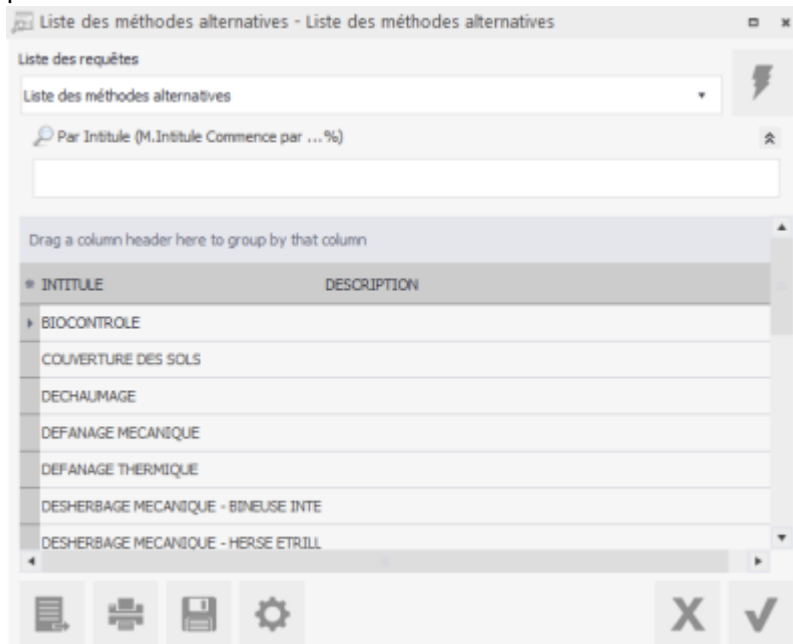 Liste des méthodes alternatives - Liste des méthodes alternatives
Liste des requêtes
Liste des méthodes alternatives
Par Intitule (M.Intitule Commence par ...%)
Drag a column header here to group by that column
INTITULE DESCRIPTION
BIOCONTROLE
COUVERTURE DES SOLS
DECHAUMAGE
DEFANAGE MECANIQUE
DEFANAGE THERMIQUE
DESHERBAGE MECANIQUE - BINEUSE INTE
DESHERBAGE MECANIQUE - HERSE ETRILL